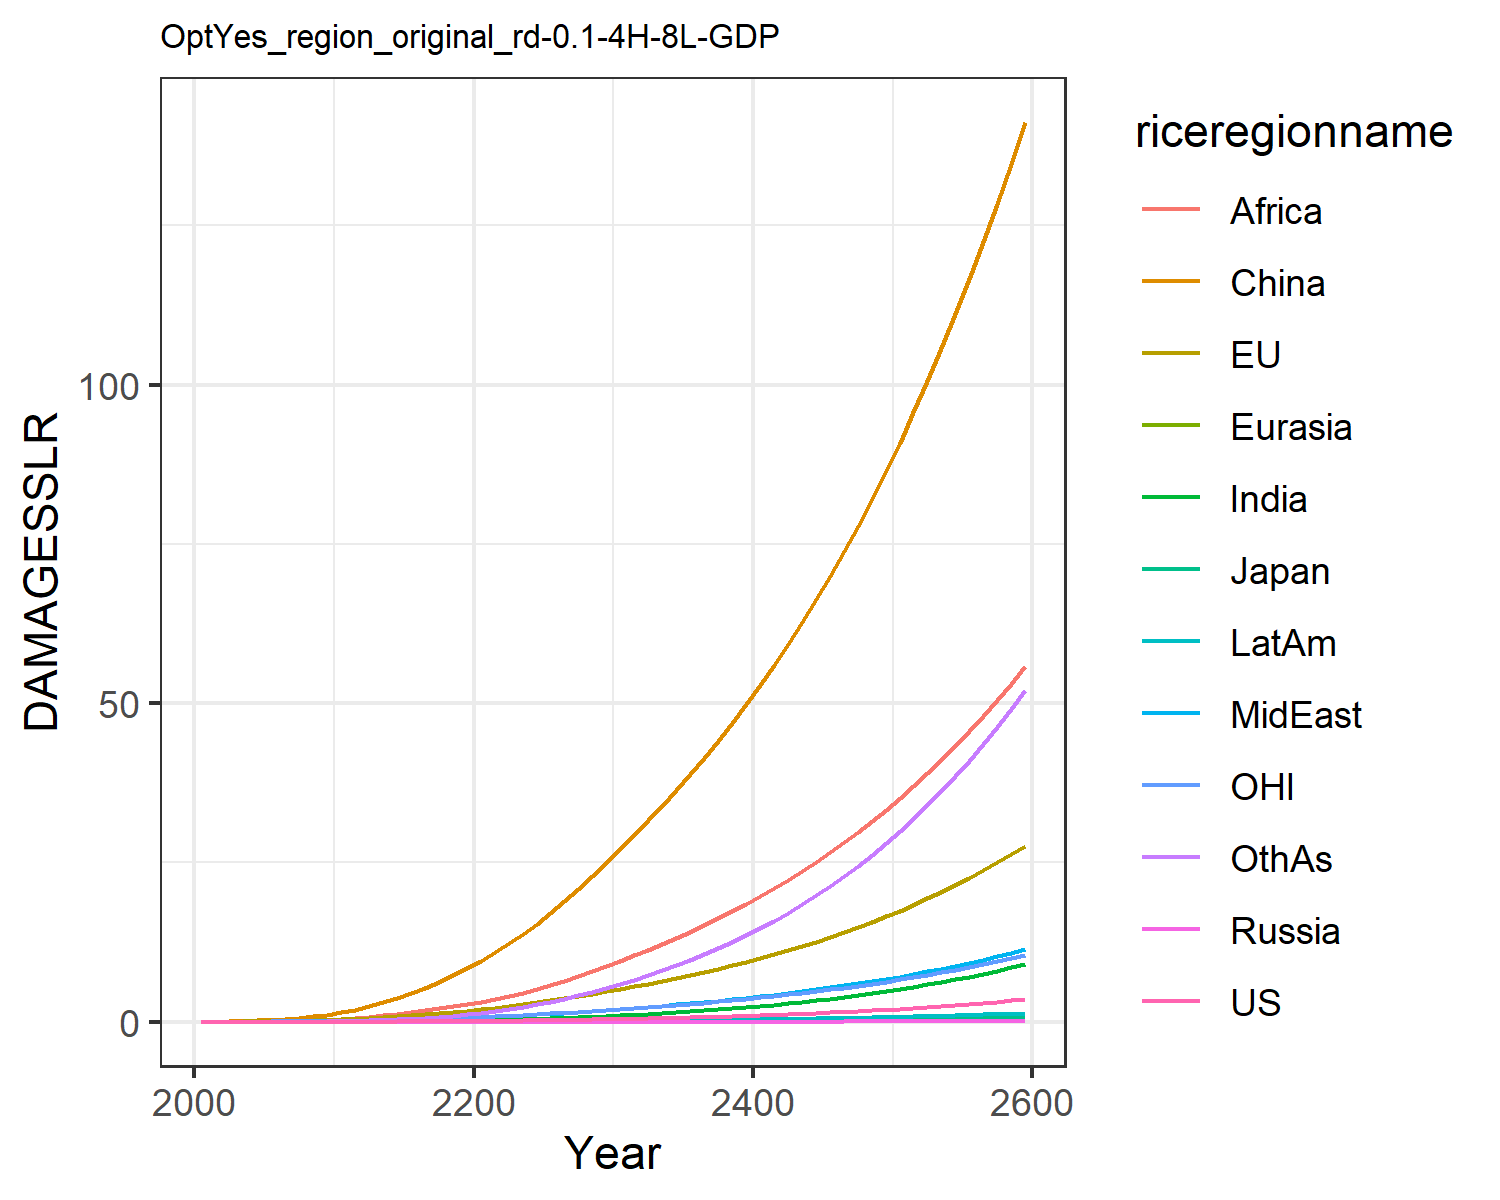 OptYes_region_original_rd-0.1-4H-8L-GDP
DAMAGESSLR
100
50
0
2000
2200
2400
2600
Year
riceregionname
Africa
China
EU
Eurasia
India
Japan
LatAm
MidEast
OHI
OthAs
Russia
US